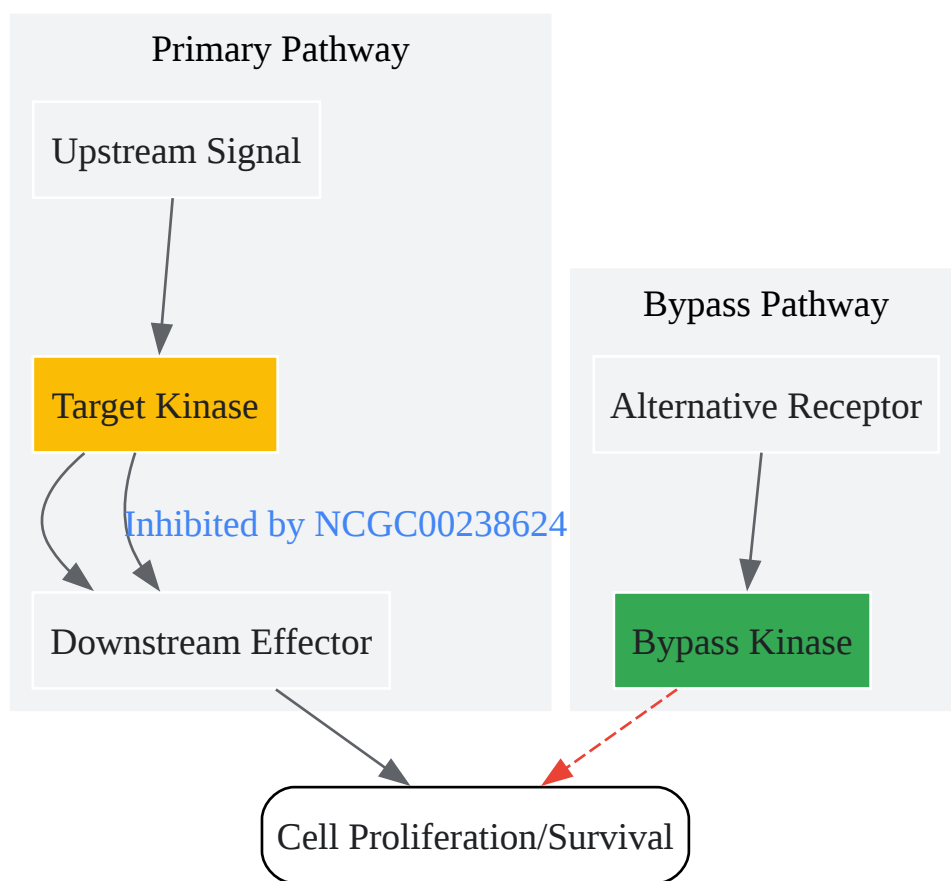 Primary Pathway
Upstream Signal
Bypass Pathway
Target Kinase
Alternative Receptor
Inhibited by NCGC00238624
Downstream Effector
Bypass Kinase
Cell Proliferation/Survival